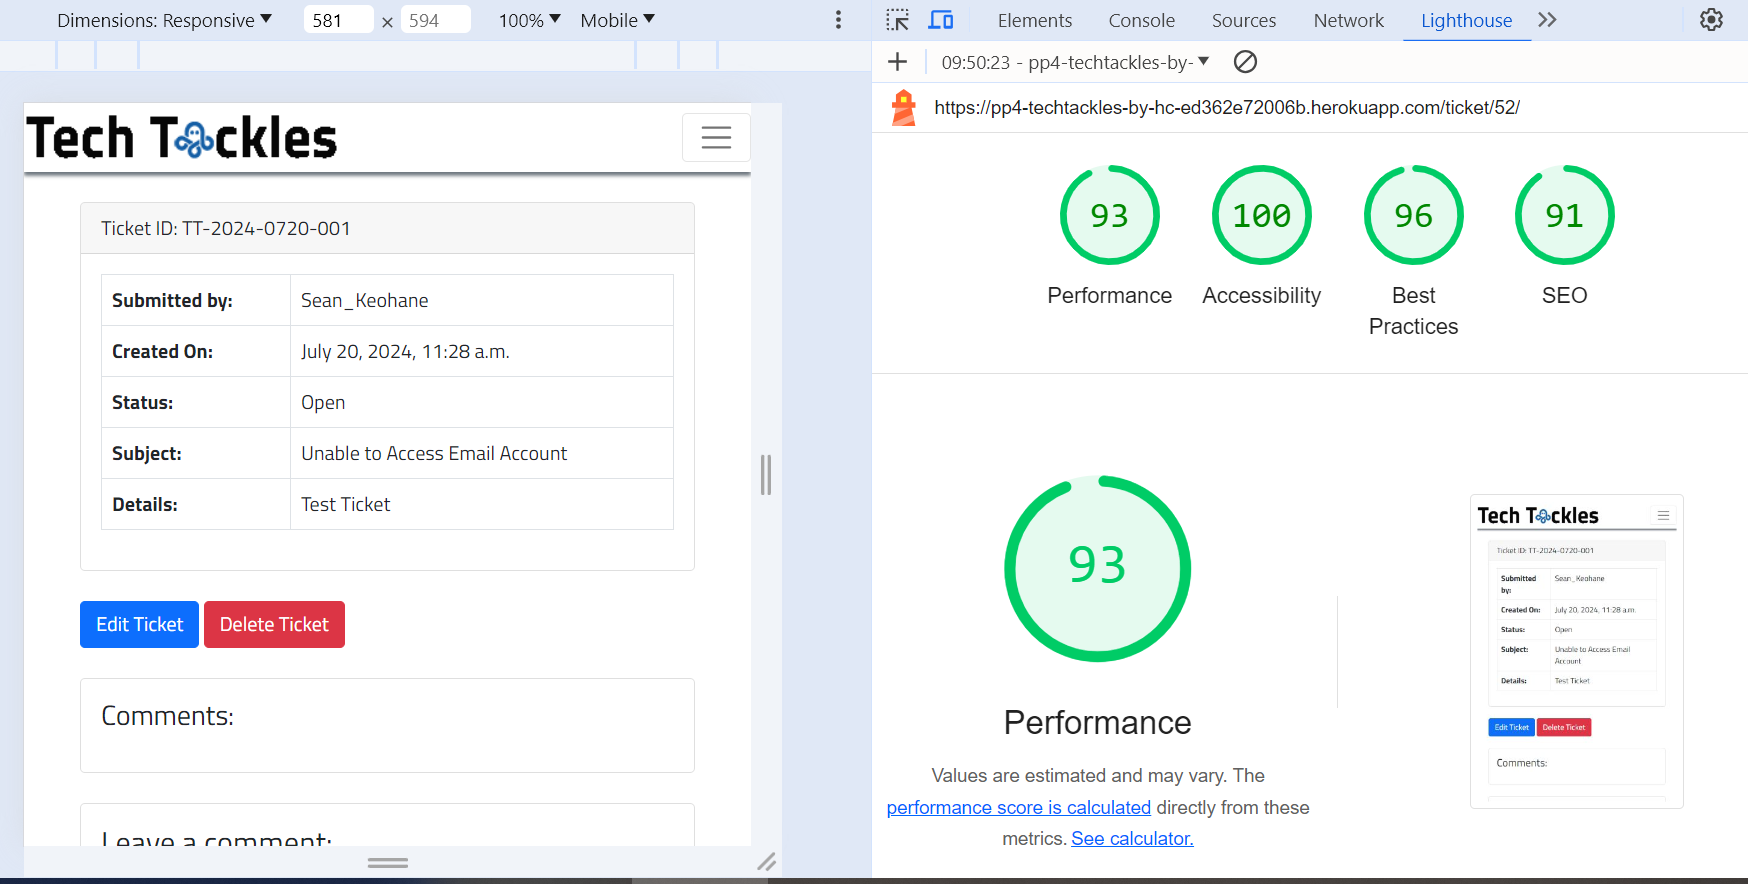 Dimensions: Responsive ▼ 581 × 594 100% ▼ Mobile ▼
Elements Console Sources Network Lighthouse
09:50:23 - pp4-techtackles-by- ▼
https://pp4-techtackles-by-hc-ed362e72006b.herokuapp.com/ticket/52/
Tech Tackles
Ticket ID: TT-2024-0720-001
Submitted by: Sean_Keohane
Created On: July 20, 2024, 11:28 a.m.
Status: Open
Subject: Unable to Access Email Account
Details: Test Ticket
Edit Ticket Delete Ticket
Comments:
Leave a comment:
93 100 96 91
Performance Accessibility Best SEO
Practices
93
Performance
Values are estimated and may vary. The
performance score is calculated directly from these
metrics. See calculator.
Tech Tackles
Ticket ID: TT-2024-0720-001
Submitted Sean_Keohane
by:
Created On: July 20, 2024, 11:28 a.m.
Status: Open
Subject: Unable to Access Email
Account
Details: Test Ticket
Edit Ticket Delete Ticket
Comments: